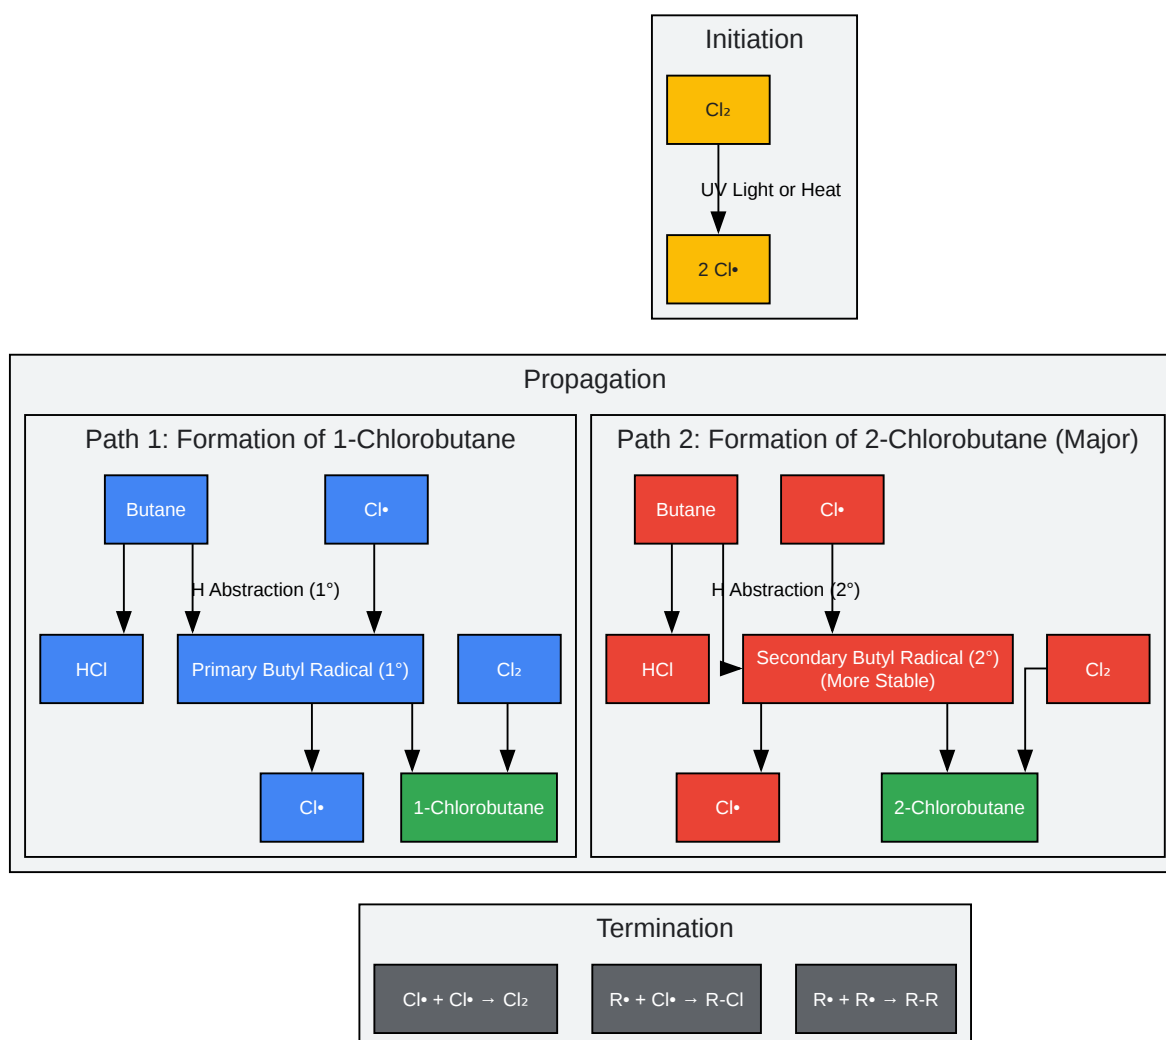 Initiation
Cl₂
UV Light or Heat
2 Cl•
Propagation
Path 1: Formation of 1-Chlorobutane
Butane
Cl•
H Abstraction (1°)
HCl
Primary Butyl Radical (1°)
Cl₂
Cl•
1-Chlorobutane
Path 2: Formation of 2-Chlorobutane (Major)
Butane
Cl•
H Abstraction (2°)
HCl
Secondary Butyl Radical (2°)
(More Stable)
Cl₂
Cl•
2-Chlorobutane
Termination
Cl• + Cl• → Cl₂
R• + Cl• → R-Cl
R• + R• → R-R